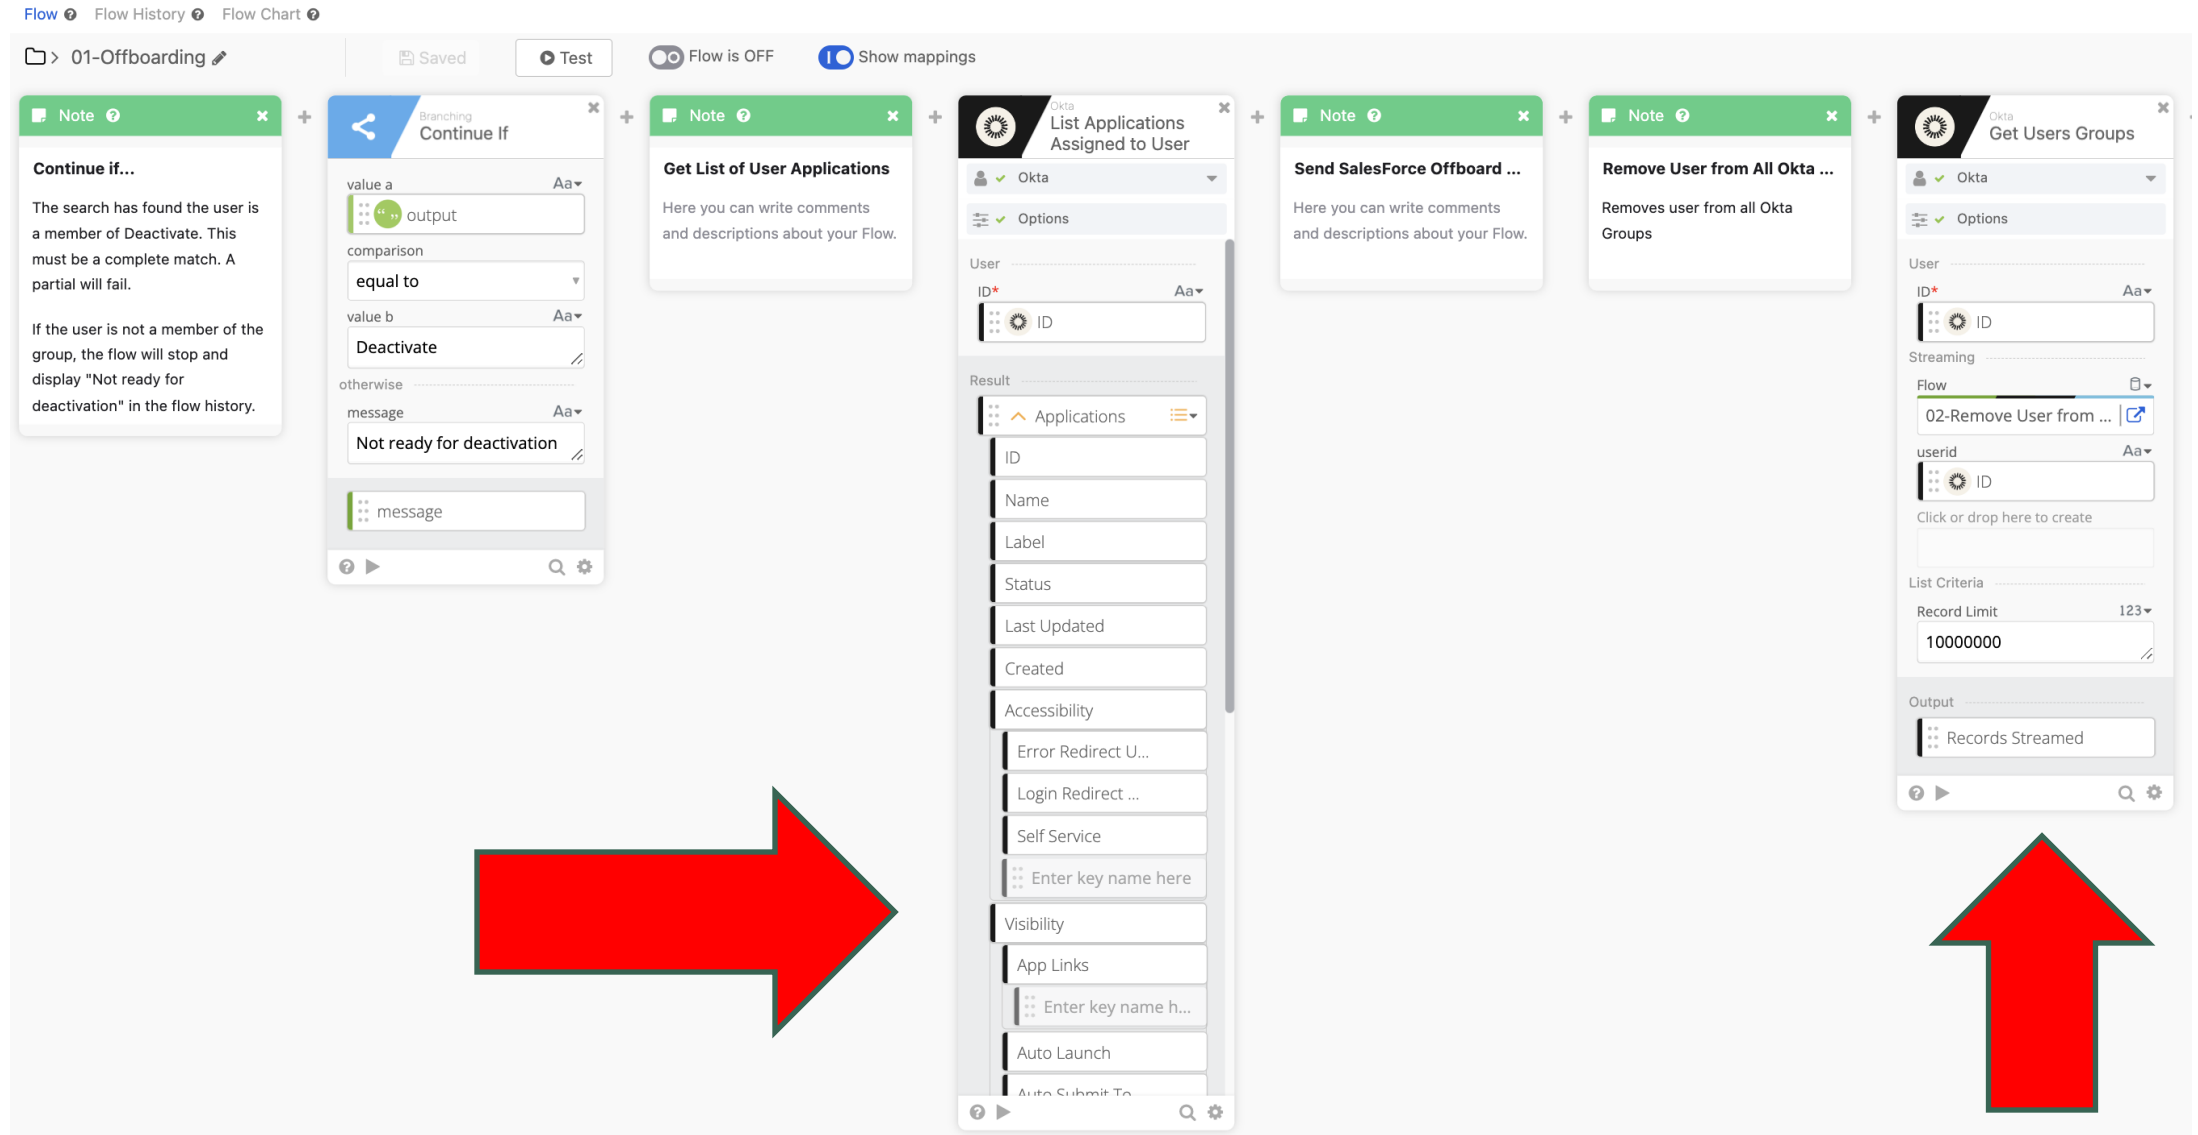 Flow
Flow History
Flow Chart
01-Offboarding
Saved
Test
Flow is OFF
Show mappings
Note
Continue if...
The search has found the user is
a member of Deactivate. This
must be a complete match. A
partial will fail.
If the user is not a member of the
group, the flow will stop and
display "Not ready for
deactivation" in the flow history.
Branching
Continue If
value a
Aa
output
comparison
equal to
value b
Aa
Deactivate
otherwise
message
Aa
Not ready for deactivation
message
Note
Get List of User Applications
Here you can write comments
and descriptions about your Flow.
Okta
List Applications
Assigned to User
Okta
Options
User
ID*
Aa
ID
Result
Applications
ID
Name
Label
Status
Last Updated
Created
Accessibility
Error Redirect U...
Login Redirect ...
Self Service
Enter key name here
Visibility
App Links
Enter key name h...
Auto Launch
Auto Submit To
Note
Send SalesForce Offboard ...
Here you can write comments
and descriptions about your Flow.
Note
Remove User from All Okta ...
Removes user from all Okta
Groups
Okta
Get Users Groups
Okta
Options
User
ID*
Aa
ID
Streaming
Flow
02-Remove User from ...
userid
Aa
ID
Click or drop here to create
List Criteria
Record Limit
123
10000000
Output
Records Streamed